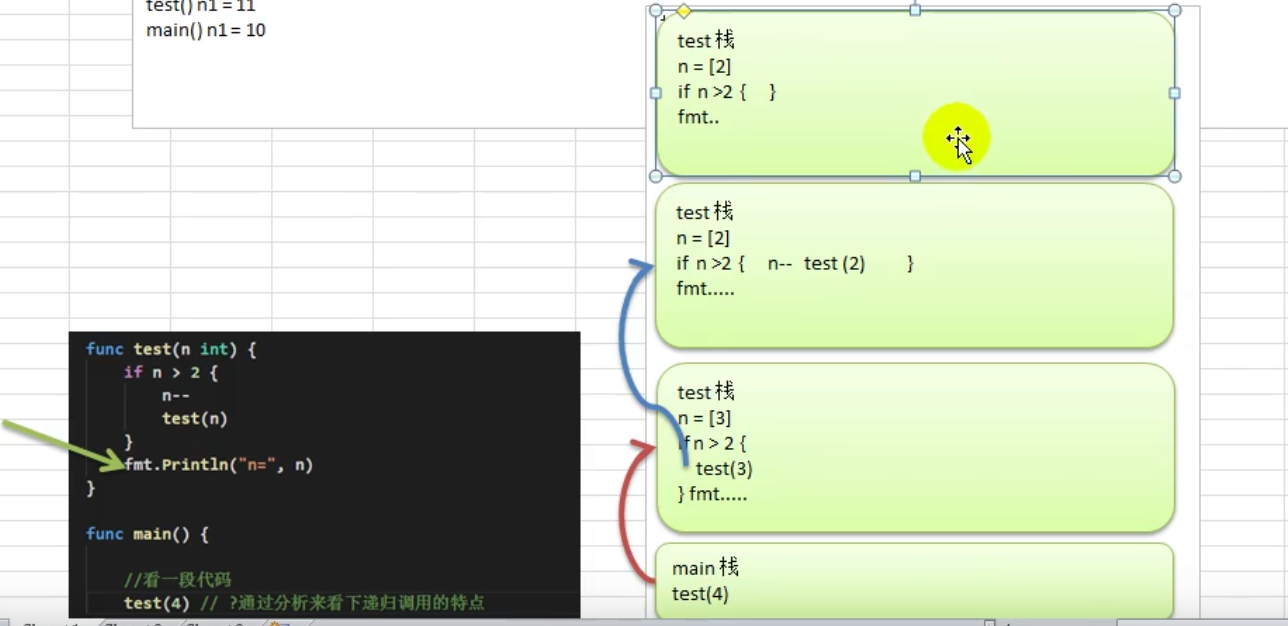 test() n1 = 11
main() n1 = 10
test 栈
n = [2]
if n >2 { }
fmt..
test 栈
n = [2]
if n >2 { n-- test (2) }
fmt.....
test 栈
n = [3]
if n > 2 {
test(3)
} fmt.....
main 栈
test(4)
func test(n int) {
if n > 2 {
n--
test(n)
}
fmt.Println("n=", n)
}
func main() {
//看一段代码
test(4) // ?通过分析来看下递归调用的特点